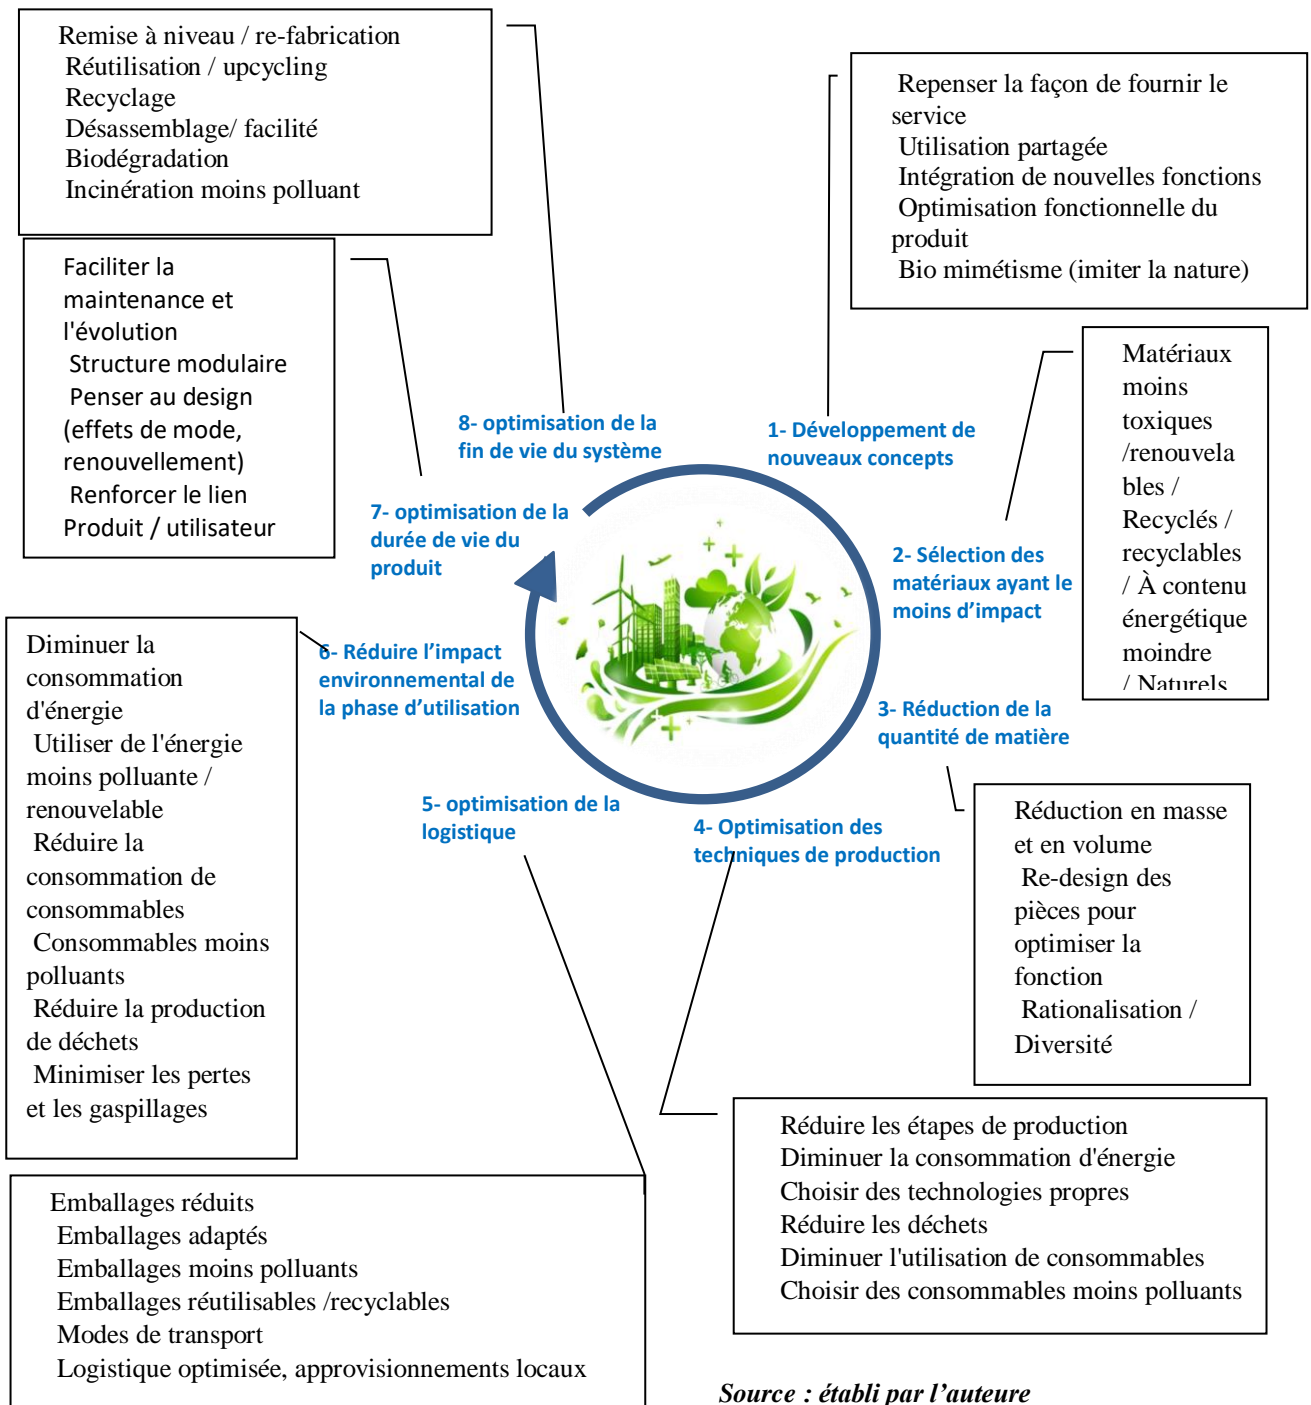 Remise à niveau / re-fabrication
Réutilisation / upcycling
Recyclage
Désassemblage/ facilité
Biodégradation
Incinération moins polluant
Repenser la façon de fournir le
service
Utilisation partagée
Intégration de nouvelles fonctions
Optimisation fonctionnelle du
produit
Bio mimétisme (imiter la nature)
Faciliter la
maintenance et
l'évolution
Structure modulaire
Penser au design
(effets de mode,
renouvellement)
Renforcer le lien
Produit / utilisateur
8- optimisation de la
fin de vie du système
1- Développement de
nouveaux concepts
Matériaux
moins
toxiques
/renouvela
bles /
Recyclés /
recyclables
/ À contenu
énergétique
moindre
/ Naturels
7- optimisation de la
durée de vie du
produit
2- Sélection des
matériaux ayant le
moins d’impact
6- Réduire l’impact
environnemental de
la phase d’utilisation
3- Réduction de la
quantité de matière
Diminuer la
consommation
d'énergie
Utiliser de l'énergie
moins polluante /
renouvelable
Réduire la
consommation de
consommables
Consommables moins
polluants
Réduire la production
de déchets
Minimiser les pertes
et les gaspillages
5- optimisation de la
logistique
4- Optimisation des
techniques de production
Réduction en masse
et en volume
Re-design des
pièces pour
optimiser la
fonction
Rationalisation /
Diversité
Réduire les étapes de production
Diminuer la consommation d'énergie
Choisir des technologies propres
Réduire les déchets
Diminuer l'utilisation de consommables
Choisir des consommables moins polluants
Emballages réduits
Emballages adaptés
Emballages moins polluants
Emballages réutilisables /recyclables
Modes de transport
Logistique optimisée, approvisionnements locaux
Source : établi par l’auteure